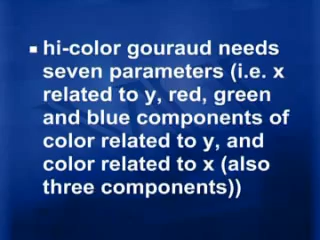 hi-color gouraud needs
seven parameters (i.e. x
related to y, red, green
and blue components of
color related to y, and
color related to x (also
three components))